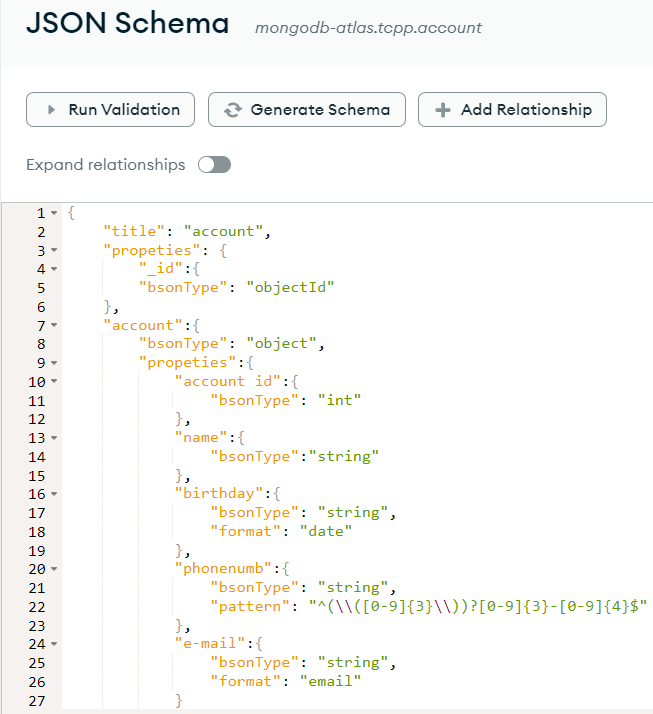 JSON Schema mongodb-atlas.tcpp.account
Run Validation Generate Schema Add Relationship
Expand relationships
1 {
2 "title": "account",
3 "propeties": {
4 "_id":{
5 "bsonType": "objectId"
6 },
7 "account":{
8 "bsonType": "object",
9 "propeties":{
10 "account id":{
11 "bsonType": "int"
12 },
13 "name":{
14 "bsonType":"string"
15 },
16 "birthday":{
17 "bsonType": "string",
18 "format": "date"
19 },
20 "phonenumb":{
21 "bsonType": "string",
22 "pattern": "^(\\([0-9]{3}\\))?[0-9]{3}-[0-9]{4}$"
23 },
24 "e-mail":{
25 "bsonType": "string",
26 "format": "email"
27 }